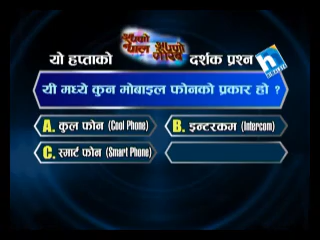 यो हप्ताको दर्शक प्रश्न
यी मध्ये कुन मोबाइल फोनको प्रकार हो ?
A. कुल फोन (Cool Phone)
B. इन्टरकम (Intercom)
C. स्मार्ट फोन (Smart Phone)